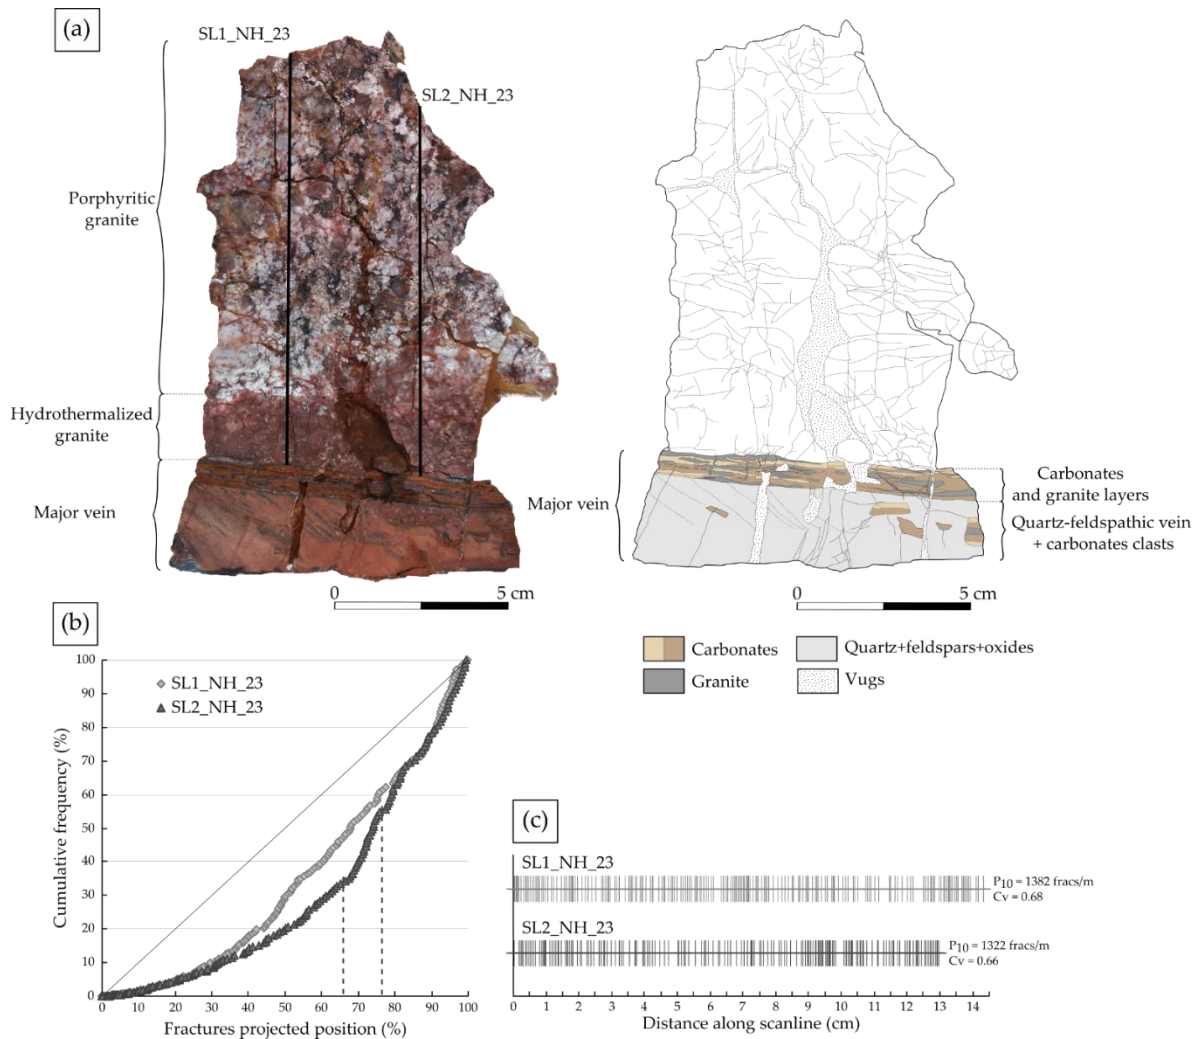 (a)
SL1_NH_23
SL2_NH_23
Porphyritic
granite
Hydrothermalized
granite
Major vein
0 5 cm
Major vein
Carbonates
and granite layers
Quartz-feldspathic vein
+ carbonates clasts
0 5 cm
Carbonates
Quartz+feldspars+oxides
Granite
Vugs
(b)
100
90
80
70
60
50
40
30
20
10
0
Cumulative frequency (%)
SL1_NH_23
SL2_NH_23
0 10 20 30 40 50 60 70 80 90 100
Fractures projected position (%)
(c)
SL1_NH_23
P10 = 1382 fracs/m
Cv = 0.68
SL2_NH_23
P10 = 1322 fracs/m
Cv = 0.66
0 1 2 3 4 5 6 7 8 9 10 11 12 13 14
Distance along scanline (cm)